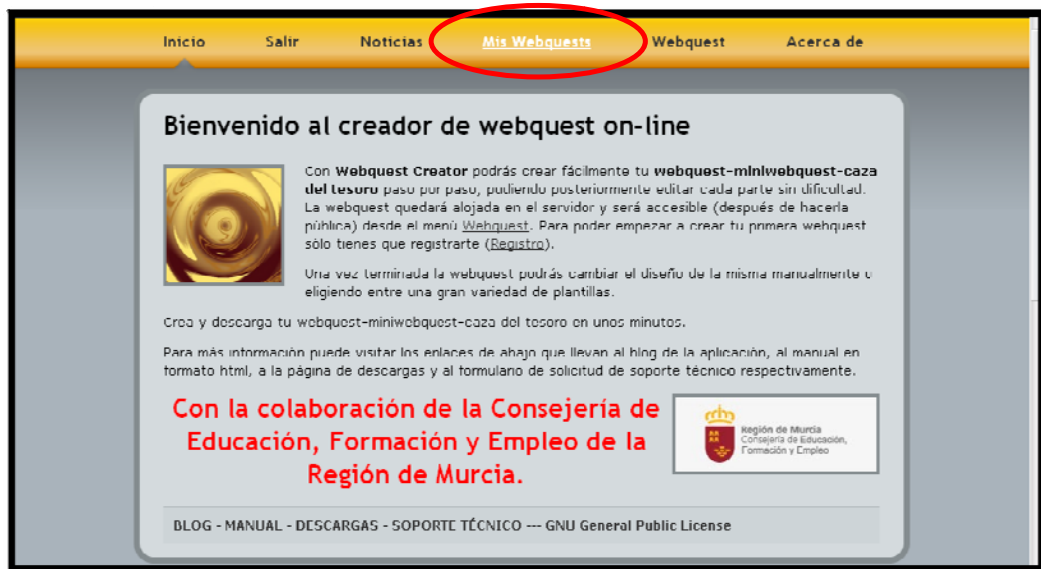 Inicio Salir Noticias Mis Webquests Webquest Acerca de
Bienvenido al creador de webquest on-line
Con Webquest Creator podrás crear fácilmente tu webquest-miniwebquest-caza
del tesoro paso por paso, pudiendo posteriormente editar cada parte sin dificultad.
La webquest quedará alojada en el servidor y será accesible (después de hacerla
pública) desde el menú Webquest. Para poder empezar a crear tu primera webquest
sólo tienes que registrarte (Registro).
Una vez terminada la webquest podrás cambiar el diseño de la misma manualmente o
eligiendo entre una gran variedad de plantillas.
Crea y descarga tu webquest-miniwebquest-caza del tesoro en unos minutos.
Para más información puede visitar los enlaces de abajo que llevan al blog de la aplicación, al manual en
formato html, a la página de descargas y al formulario de solicitud de soporte técnico respectivamente.
Con la colaboración de la Consejería de
Educación, Formación y Empleo de la
Región de Murcia.
Región de Murcia
Consejería de Educación,
Formación y Empleo
BLOG - MANUAL - DESCARGAS - SOPORTE TÉCNICO --- GNU General Public License